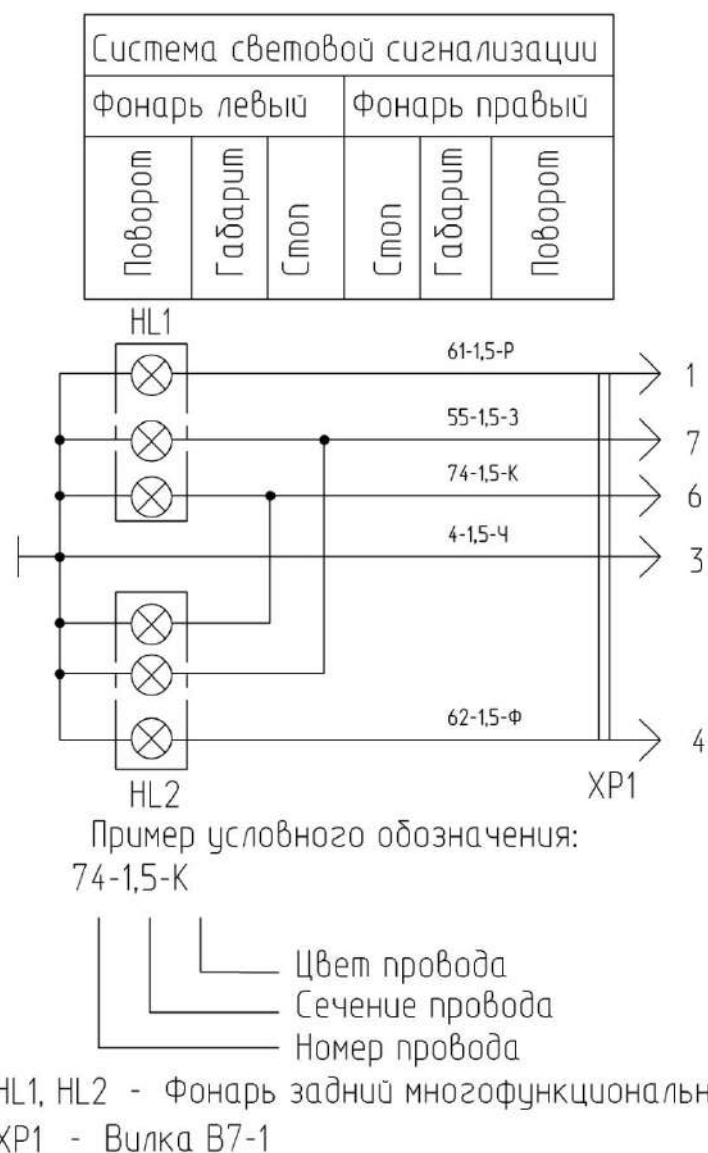 Система световой сигнализации
Фонарь левый Фонарь правый
Поворот Габарит Стоп Стоп Габарит Поворот
HL1
61-1,5-Р 1
55-1,5-З 7
74-1,5-К 6
4-1,5-Ч 3
62-1,5-Ф 4
HL2 XP1
Пример условного обозначения:
74-1,5-К
Цвет провода
Сечение провода
Номер провода
HL1, HL2 - Фонарь задний многофункциональн
XP1 - Вилка В7-1